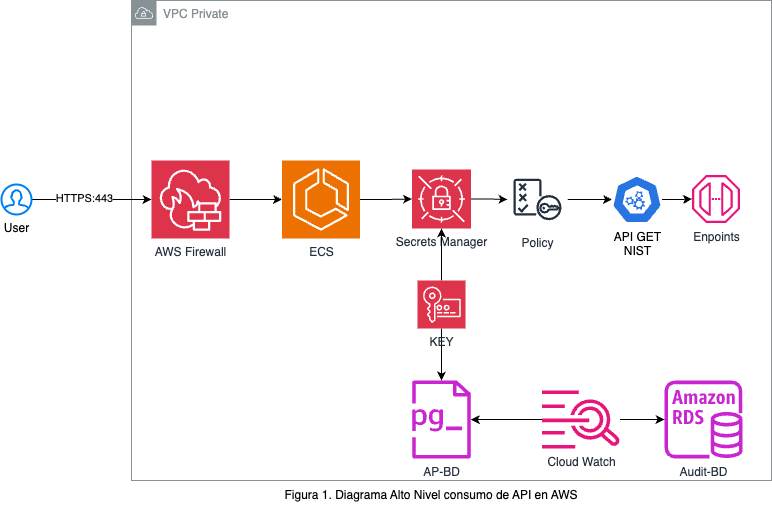 VPC Private
HTTPS:443
User
AWS Firewall
ECS
Secrets Manager
Policy
API GET
NIST
Enpoints
KEY
pg_
AP-BD
Cloud Watch
Amazon
RDS
Audit-BD
Figura 1. Diagrama Alto Nivel consumo de API en AWS